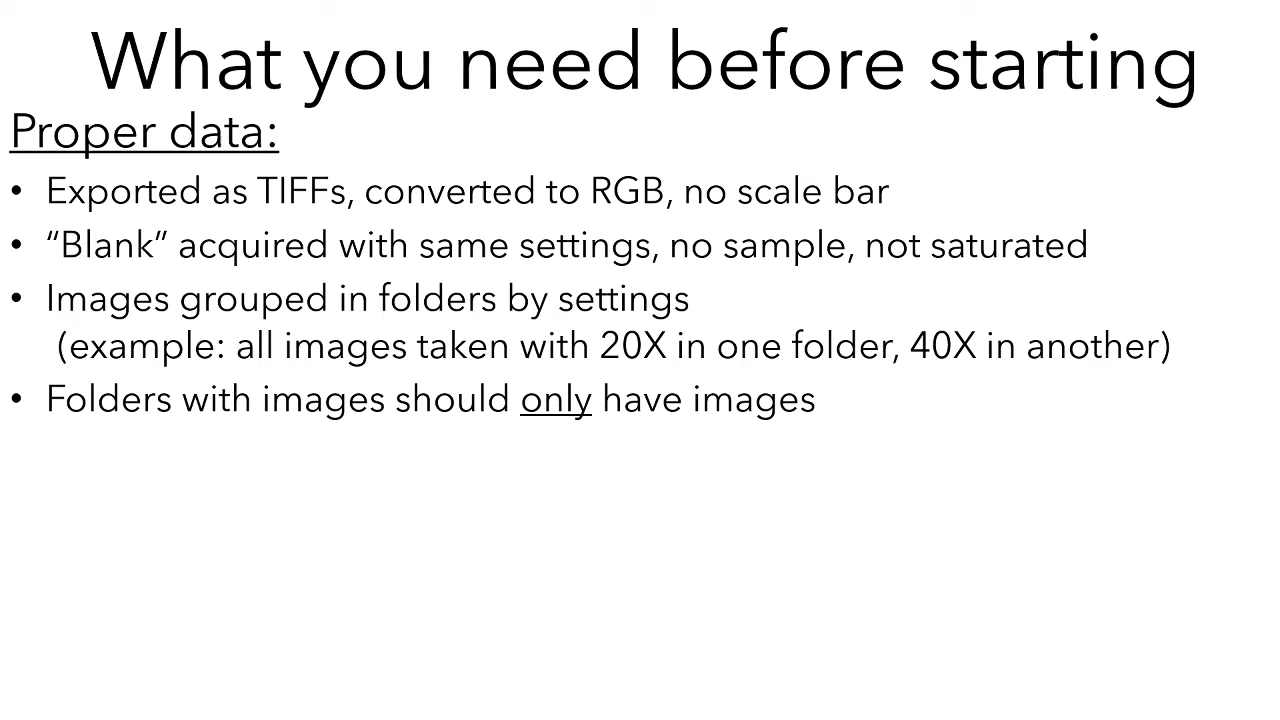 What you need before starting
Proper data:
• Exported as TIFFs, converted to RGB, no scale bar
• “Blank” acquired with same settings, no sample, not saturated
• Images grouped in folders by settings
(example: all images taken with 20X in one folder, 40X in another)
• Folders with images should only have images